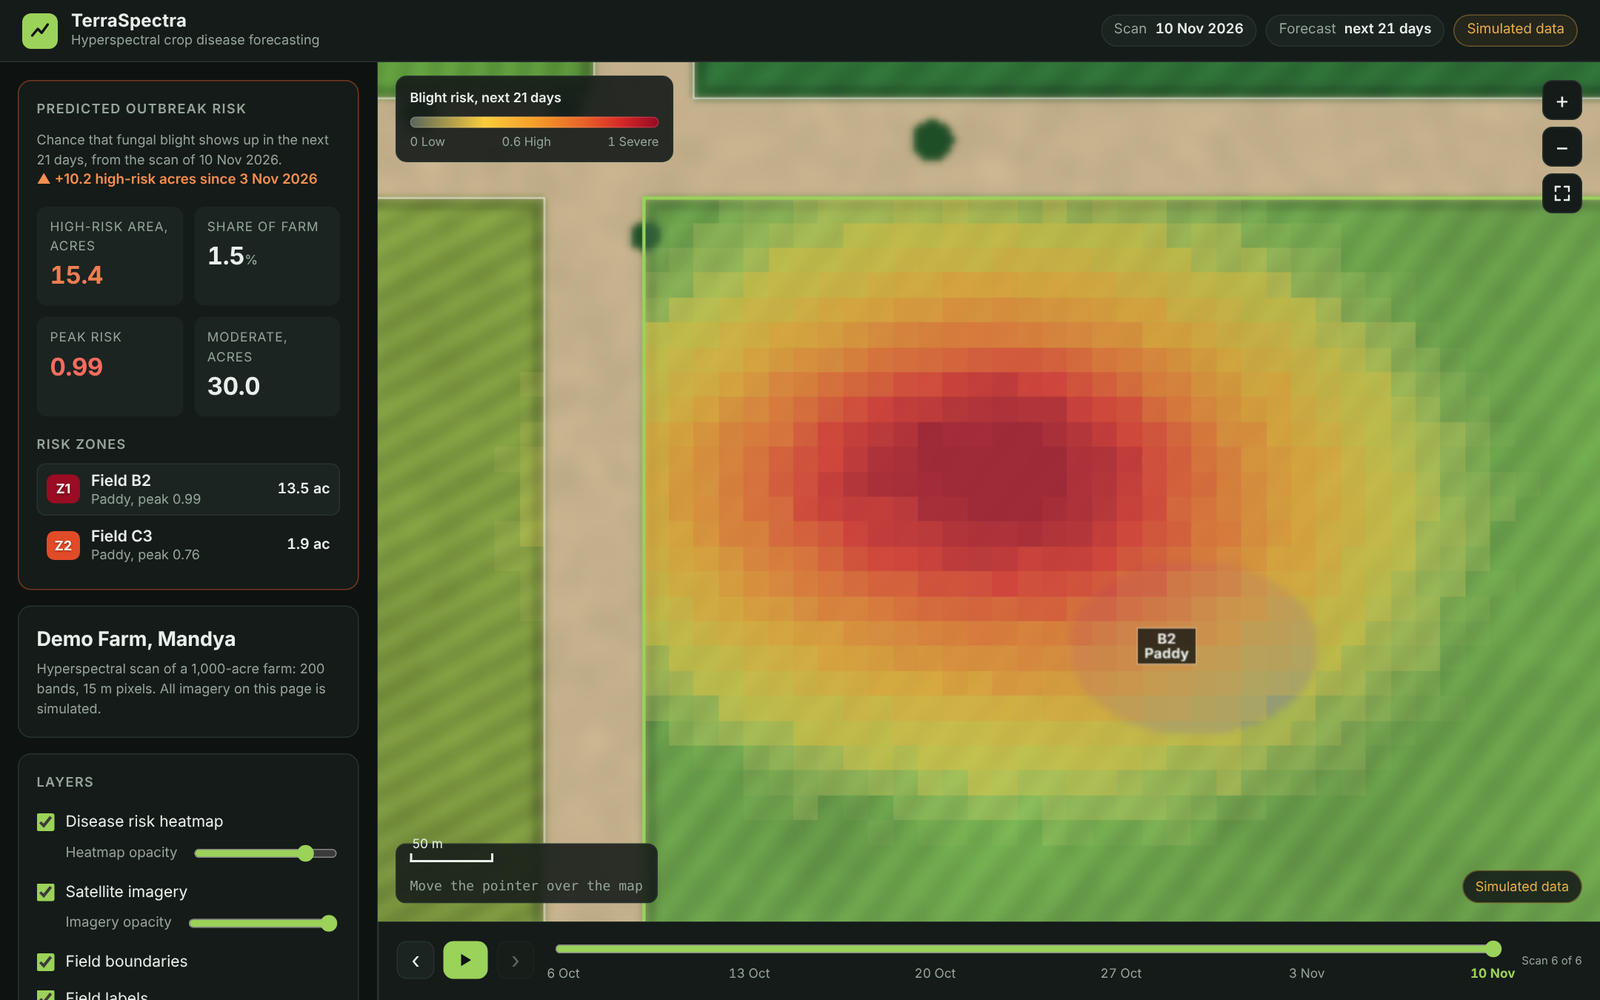 TerraSpectra
Hyperspectral crop disease forecasting
Scan 10 Nov 2026
Forecast next 21 days
Simulated data
PREDICTED OUTBREAK RISK
Chance that fungal blight shows up in the next
21 days, from the scan of 10 Nov 2026.
▲ +10.2 high-risk acres since 3 Nov 2026
HIGH-RISK AREA,
ACRES
15.4
SHARE OF FARM
1.5%
PEAK RISK
0.99
MODERATE,
ACRES
30.0
RISK ZONES
Z1
Field B2
Paddy, peak 0.99
13.5 ac
Z2
Field C3
Paddy, peak 0.76
1.9 ac
Demo Farm, Mandya
Hyperspectral scan of a 1,000-acre farm: 200
bands, 15 m pixels. All imagery on this page is
simulated.
LAYERS
Disease risk heatmap
Heatmap opacity
Satellite imagery
Imagery opacity
Field boundaries
Field labels
Blight risk, next 21 days
0 Low 0.6 High 1 Severe
+
−
B2
Paddy
50 m
Move the pointer over the map
Simulated data
6 Oct 13 Oct 20 Oct 27 Oct 3 Nov 10 Nov
Scan 6 of 6